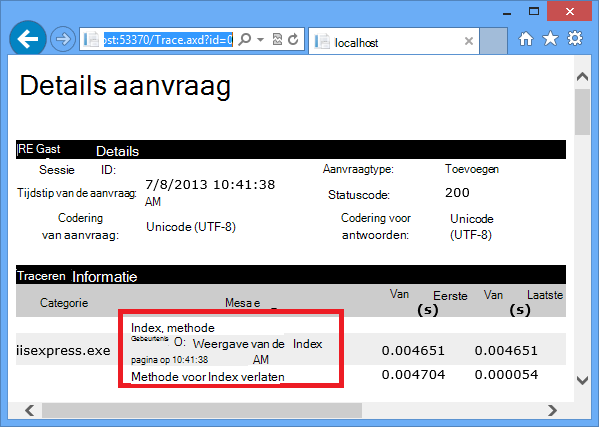 ost:53370/Trace.axd?id=0
localhost
Details aanvraag
RE Gast Details
Sessie ID:
Aanvraagtype: Toevoegen
Tijdstip van de aanvraag: 7/8/2013 10:41:38 AM
Statuscode: 200
Codering van aanvraag: Unicode (UTF-8)
Codering voor antwoorden: Unicode (UTF-8)
Traceren Informatie
Categorie Mesa e Van Eerste (s) Van Laatste (s)
Index, methode
iisexpress.exe Gebeurtenis O: Weergave van de Index 0.004651 0.004651
pagina op 10:41:38 AM
Methode voor Index verlaten 0.004704 0.000054